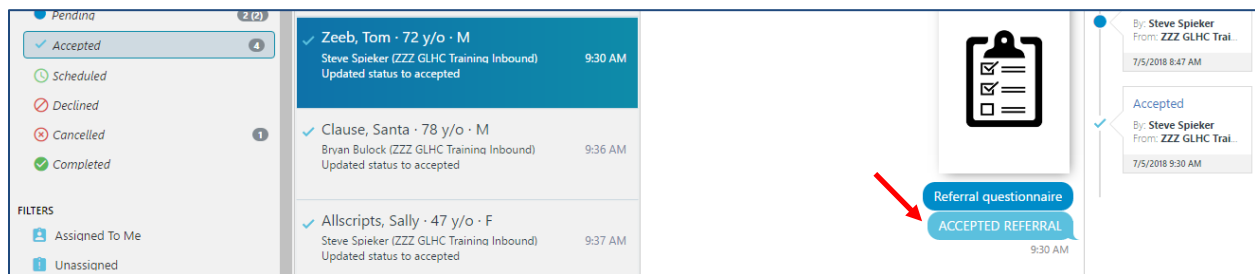 Pending
2 (2)
Accepted
4
Scheduled
Declined
Cancelled
1
Completed
FILTERS
Assigned To Me
Unassigned
Zeeb, Tom · 72 y/o · M
Steve Spieker (ZZZ GLHC Training Inbound)
9:30 AM
Updated status to accepted
Clause, Santa · 78 y/o · M
Bryan Bulock (ZZZ GLHC Training Inbound)
9:36 AM
Updated status to accepted
Allscripts, Sally · 47 y/o · F
Steve Spieker (ZZZ GLHC Training Inbound)
9:37 AM
Updated status to accepted
Referral questionnaire
ACCEPTED REFERRAL
9:30 AM
By: Steve Spieker
From: ZZZ GLHC Trai...
7/5/2018 8:47 AM
Accepted
By: Steve Spieker
From: ZZZ GLHC Trai...
7/5/2018 9:30 AM